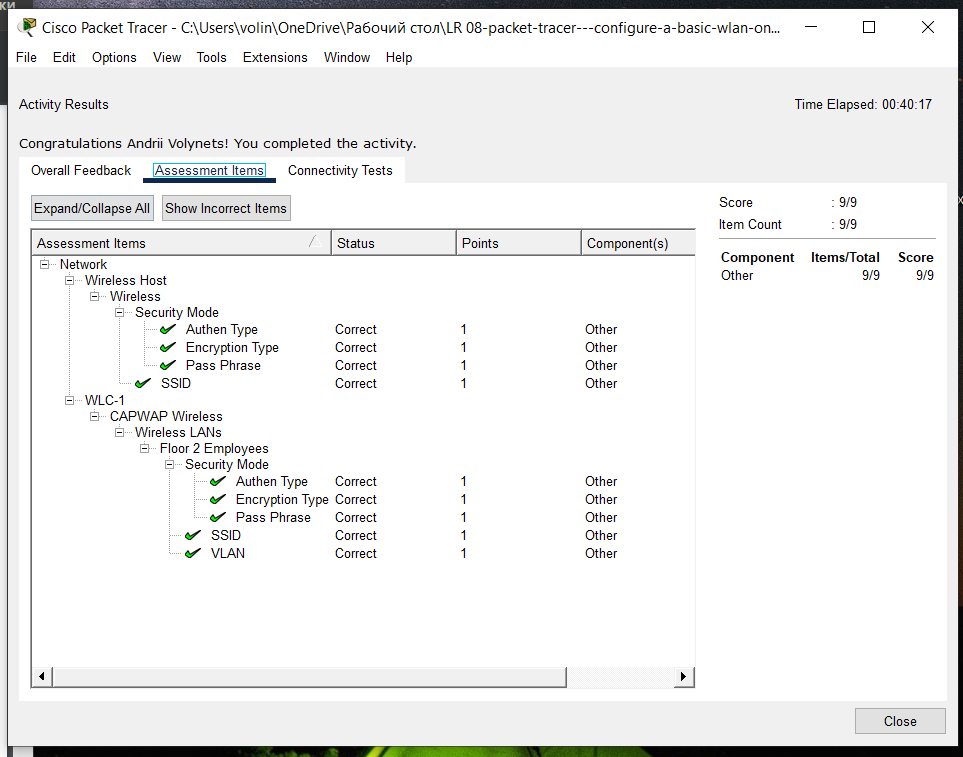 ки
Cisco Packet Tracer - C:\Users\volin\OneDrive\Рабочий стол\LR 08-packet-tracer---configure-a-basic-wlan-on...
File Edit Options View Tools Extensions Window Help
Activity Results
Time Elapsed: 00:40:17
Congratulations Andrii Volynets! You completed the activity.
Overall Feedback Assessment Items Connectivity Tests
Expand/Collapse All Show Incorrect Items
Assessment Items Status Points Component(s)
Network
Wireless Host
Wireless
Security Mode
Authen Type Correct 1 Other
Encryption Type Correct 1 Other
Pass Phrase Correct 1 Other
SSID Correct 1 Other
WLC-1
CAPWAP Wireless
Wireless LANs
Floor 2 Employees
Security Mode
Authen Type Correct 1 Other
Encryption Type Correct 1 Other
Pass Phrase Correct 1 Other
SSID Correct 1 Other
VLAN Correct 1 Other
Score : 9/9
Item Count : 9/9
Component Items/Total Score
Other 9/9 9/9
Close